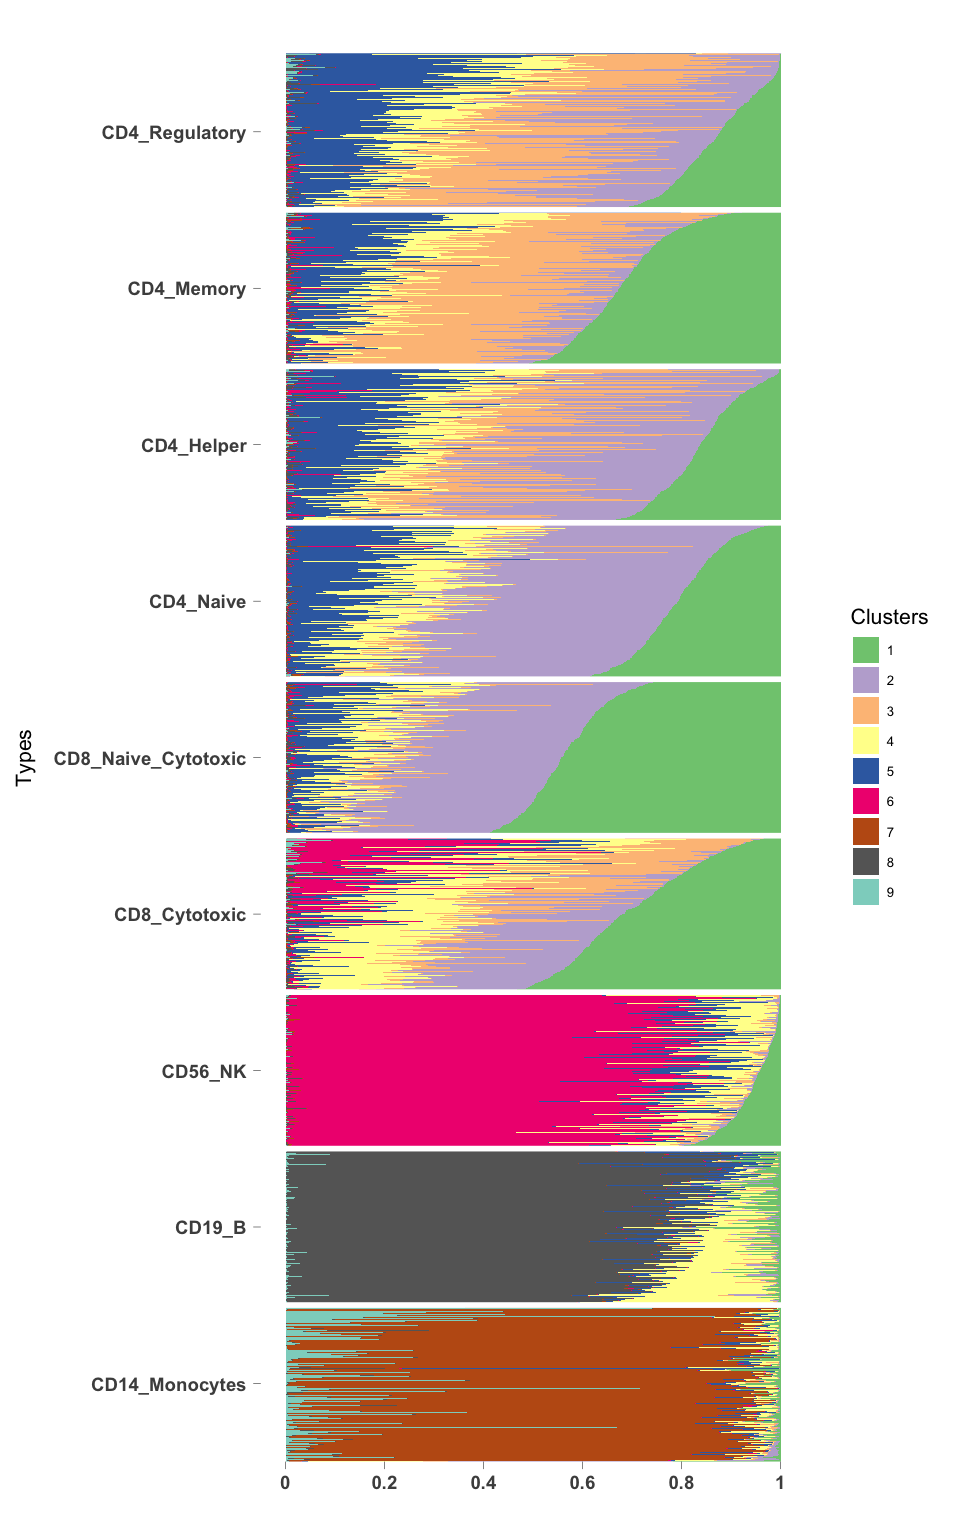 Types
CD4_Regulatory
CD4_Memory
CD4_Helper
CD4_Naive
CD8_Naive_Cytotoxic
CD8_Cytotoxic
CD56_NK
CD19_B
CD14_Monocytes
0 0.2 0.4 0.6 0.8 1
Clusters
1
2
3
4
5
6
7
8
9